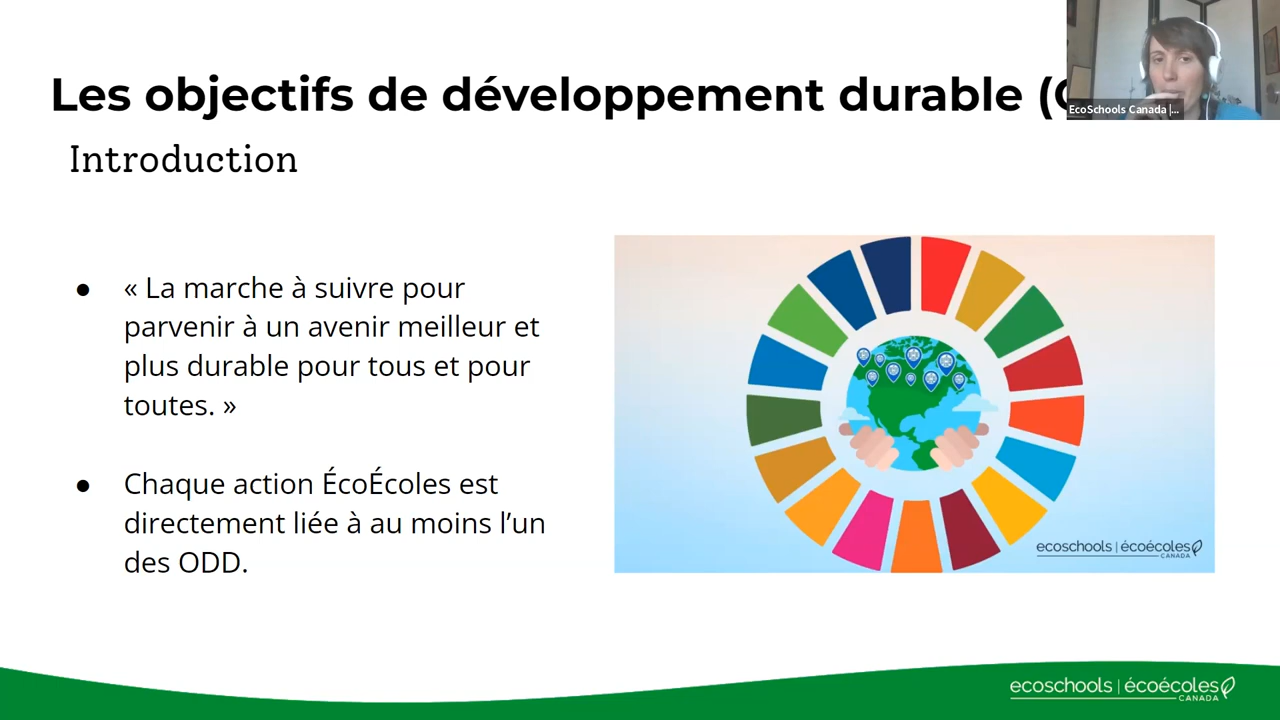 Les objectifs de développement durable (
EcoSchools Canada |...
Introduction
● « La marche à suivre pour
parvenir à un avenir meilleur et
plus durable pour tous et pour
toutes. »
● Chaque action ÉcoÉcoles est
directement liée à au moins l’un
des ODD.
ecoschools | écoécoles
CANADA
ecoschools | écoécoles
CANADA